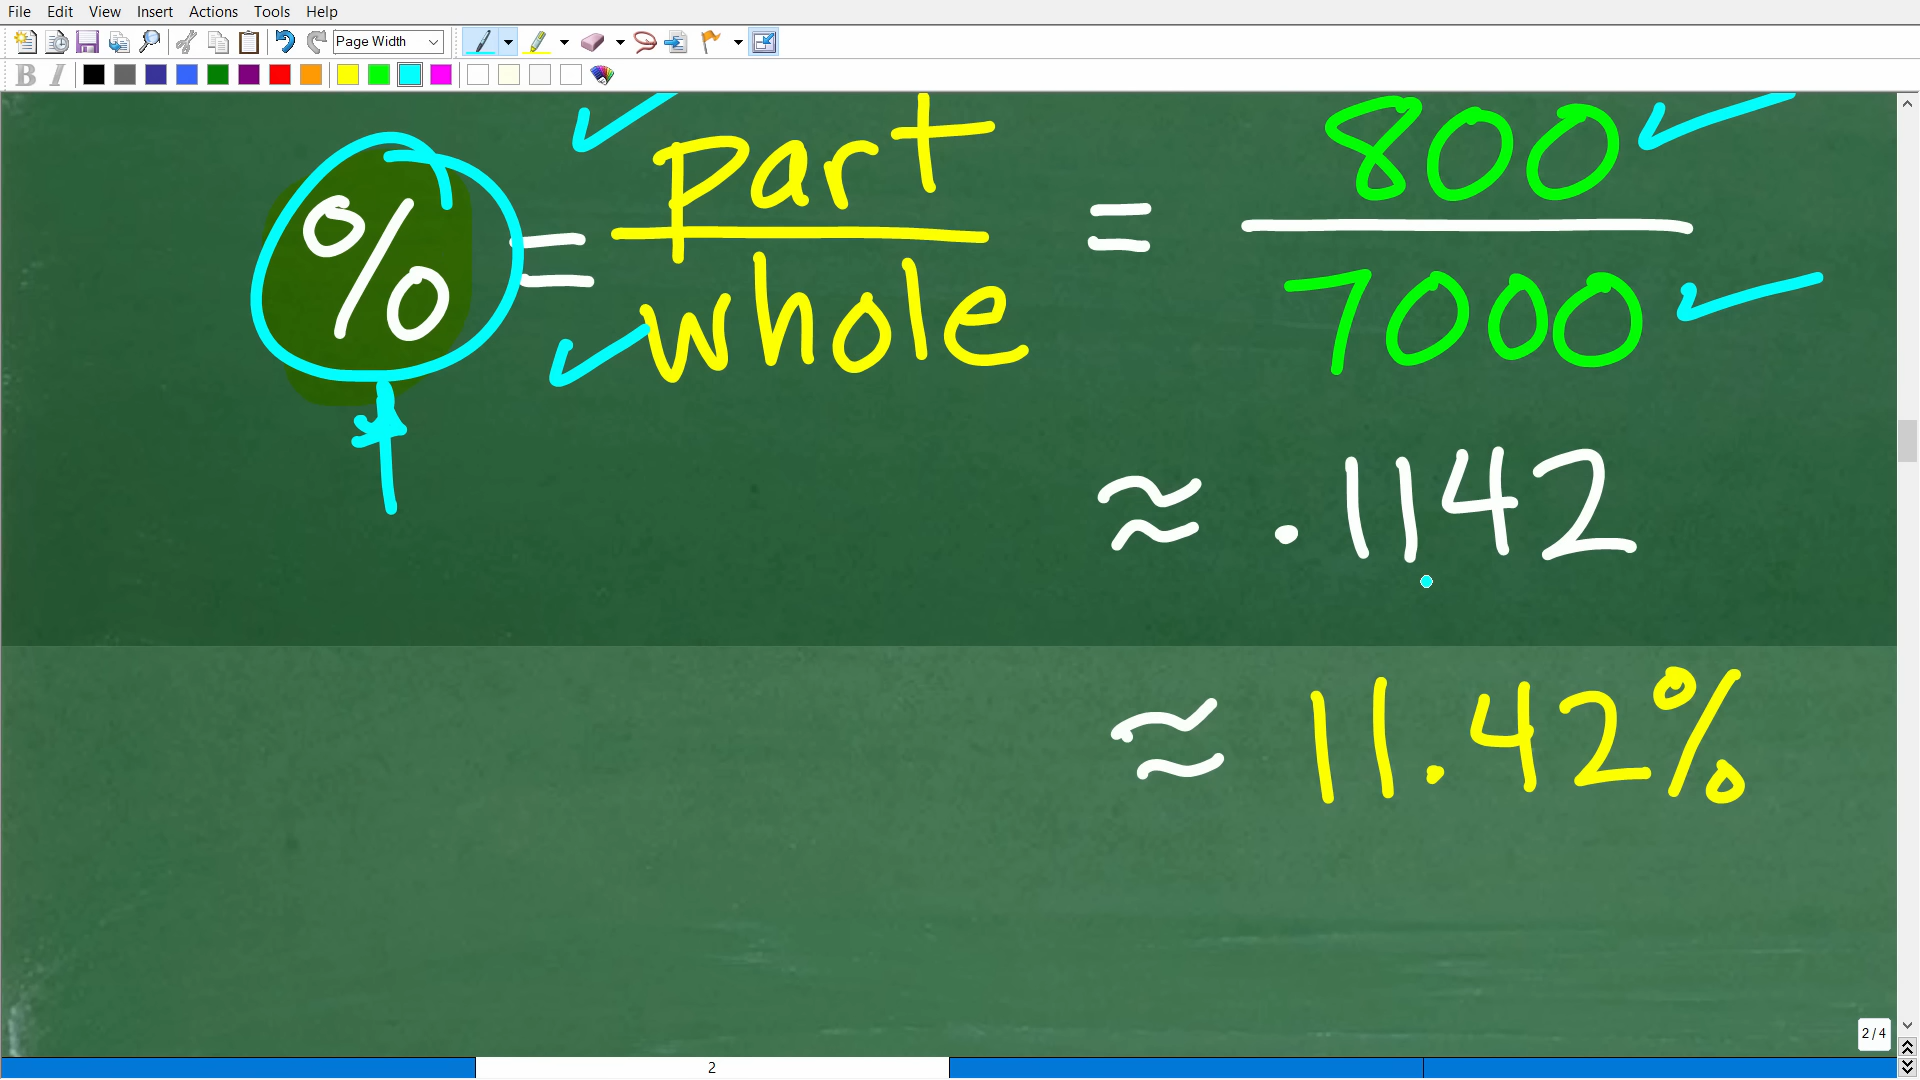 File Edit View Insert Actions Tools Help
Page Width
B I
% = part / whole = 800 / 7000
≈ .1142
≈ 11.42%
2 / 4
2